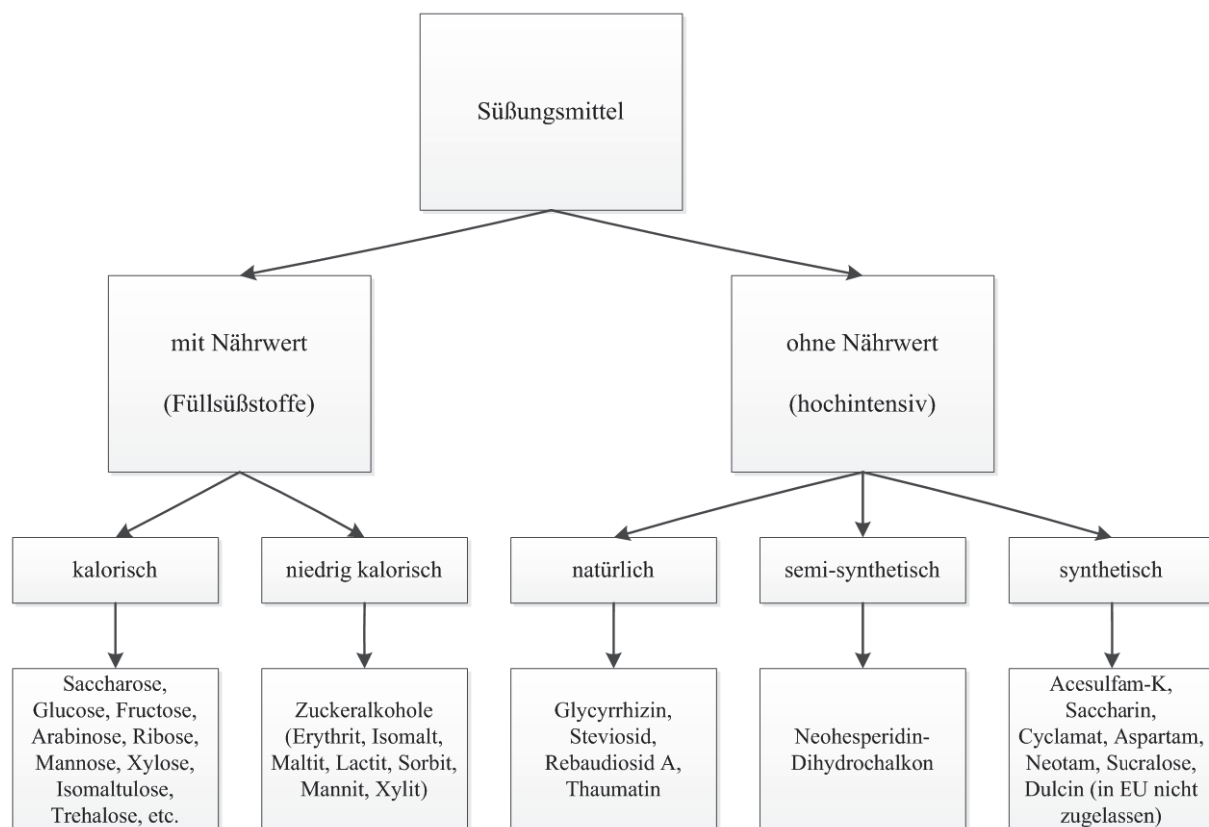 Süßungsmittel
mit Nährwert
(Füllsüßstoffe)
ohne Nährwert
(hochintensiv)
kalorisch
niedrig kalorisch
natürlich
semi-synthetisch
synthetisch
Saccharose,
Glucose, Fructose,
Arabinose, Ribose,
Mannose, Xylose,
Isomaltulose,
Trehalose, etc.
Zuckeralkohole
(Erythrit, Isomalt,
Maltit, Lactit, Sorbit,
Mannit, Xylit)
Glycyrrhizin,
Steviosid,
Rebaudiosid A,
Thaumatin
Neohesperidin-
Dihydrochalkon
Acesulfam-K,
Saccharin,
Cyclamat, Aspartam,
Neotam, Sucralose,
Dulcin (in EU nicht
zugelassen)